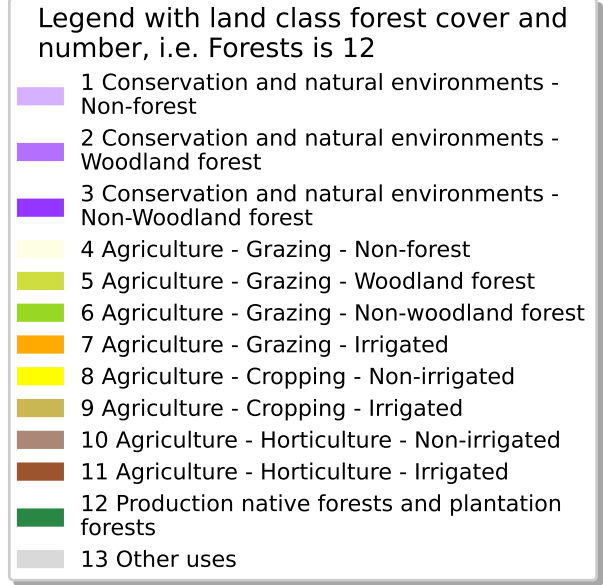 Legend with land class forest cover and
number, i.e. Forests is 12
1 Conservation and natural environments -
Non-forest
2 Conservation and natural environments -
Woodland forest
3 Conservation and natural environments -
Non-Woodland forest
4 Agriculture - Grazing - Non-forest
5 Agriculture - Grazing - Woodland forest
6 Agriculture - Grazing - Non-woodland forest
7 Agriculture - Grazing - Irrigated
8 Agriculture - Cropping - Non-irrigated
9 Agriculture - Cropping - Irrigated
10 Agriculture - Horticulture - Non-irrigated
11 Agriculture - Horticulture - Irrigated
12 Production native forests and plantation
forests
13 Other uses